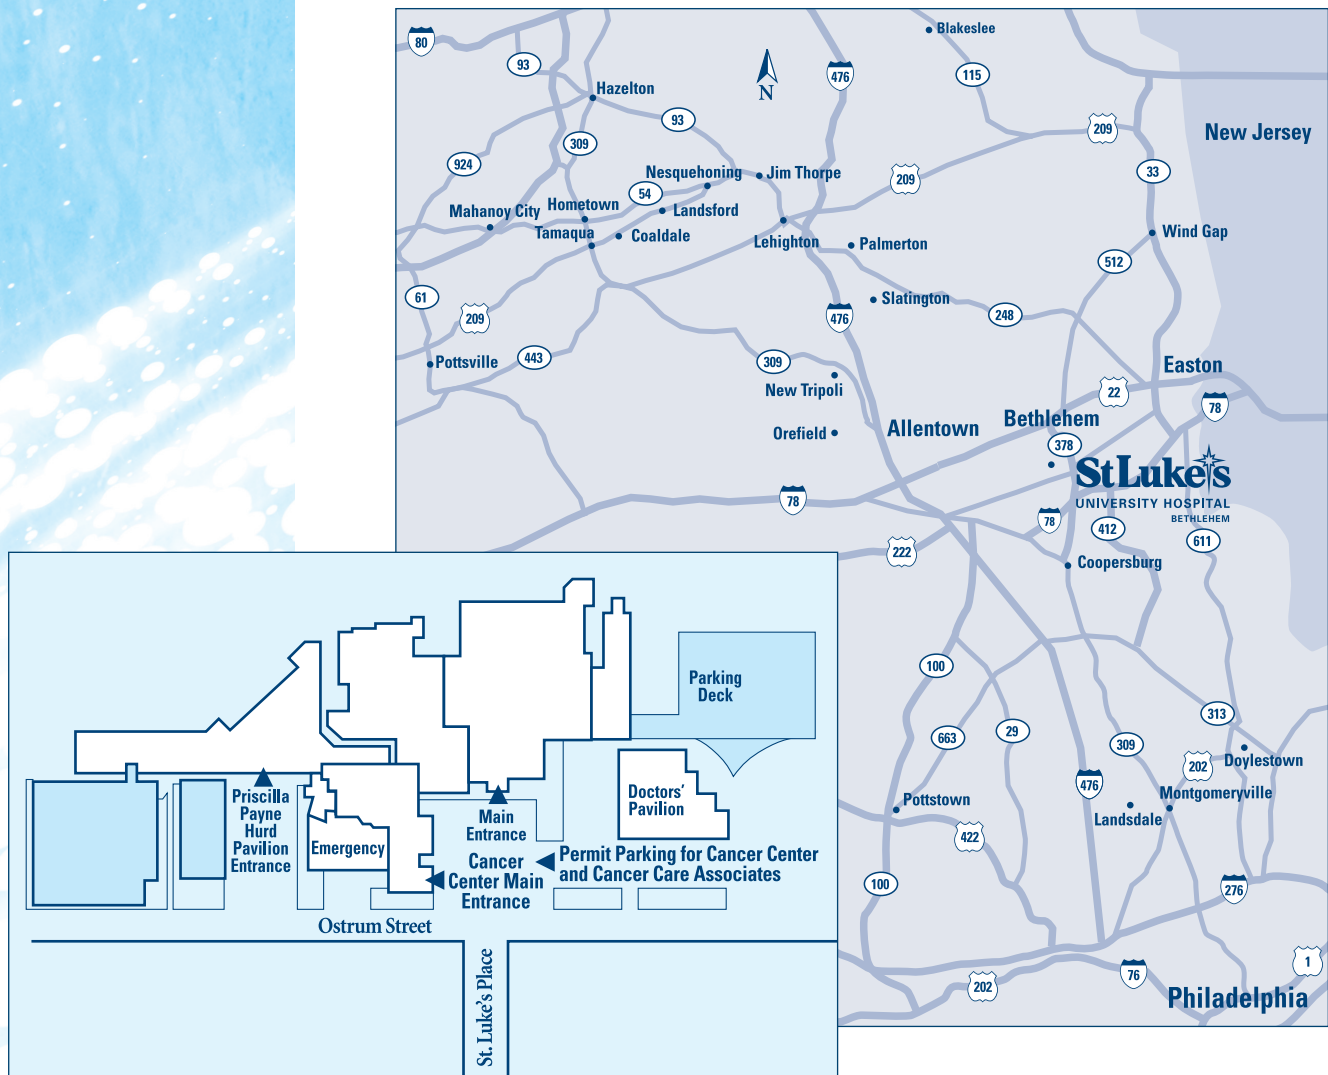 80
93
Hazelton
93
309
924
476
Blakeslee
115
N
209
New Jersey
33
Nesquehoning
Jim Thorpe
209
54
Mahanoy City
Hometown
Landsford
Tamaqua
Coaldale
Lehighton
Palmerton
Wind Gap
512
61
209
Slatington
476
248
Pottsville
443
309
New Tripoli
Easton
22
78
Orefield
Allentown
Bethlehem
378
St Luke's
UNIVERSITY HOSPITAL
BETHLEHEM
78
78
412
611
222
Coopersburg
100
663
29
309
313
202
Doylestown
476
Montgomeryville
Pottstown
Landsdale
422
100
276
1
76
202
Philadelphia
Parking
Deck
Doctors'
Pavilion
Priscilla
Payne
Hurd
Pavilion
Entrance
Main
Entrance
Emergency
Cancer
Center Main
Entrance
Permit Parking for Cancer Center
and Cancer Care Associates
Ostrum Street
St. Luke's Place